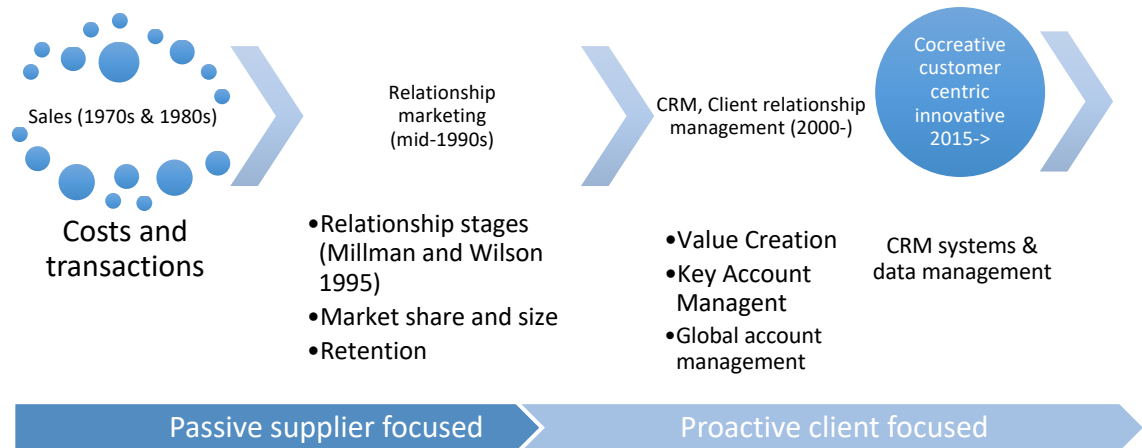 Sales (1970s & 1980s)
Costs and
transactions
Relationship
marketing
(mid-1990s)
•Relationship stages
(Millman and Wilson
1995)
•Market share and size
•Retention
CRM, Client relationship
management (2000-)
•Value Creation
•Key Account
Managent
•Global account
management
Cocreative
customer
centric
innovative
2015->
CRM systems &
data management
Passive supplier focused
Proactive client focused